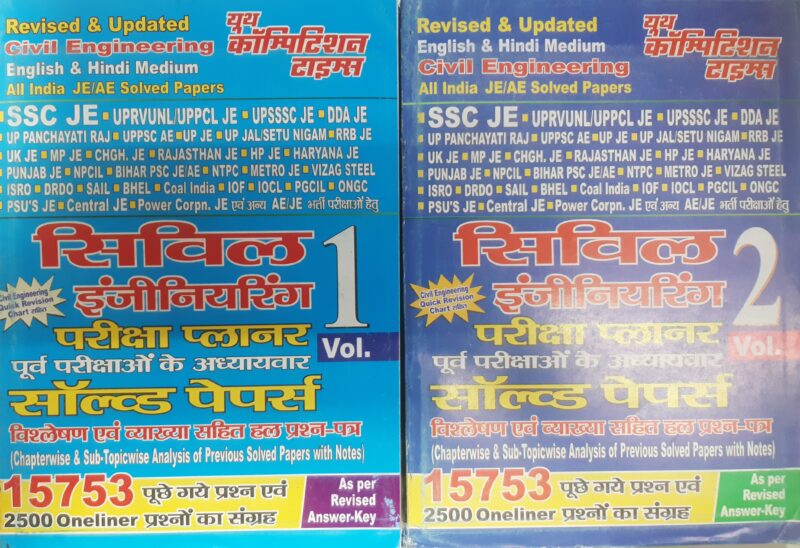 Revised & Updated
Civil Engineering
English & Hindi Medium
All India JE/AE Solved Papers
यूथ
कॉम्पिटिशन
टाइम्स
SSC JE ▪ UPRVUNL/UPPCL JE ▪ UPSSSC JE ▪ DDA JE
▪ UP PANCHAYATI RAJ ▪ UPPSC AE ▪ UP JE ▪ UP JAL/SETU NIGAM ▪ RRB JE
▪ UK JE ▪ MP JE ▪ CHGH. JE ▪ RAJASTHAN JE ▪ HP JE ▪ HARYANA JE
▪ PUNJAB JE ▪ NPCIL ▪ BIHAR PSC JE/AE ▪ NTPC ▪ METRO JE ▪ VIZAG STEEL
▪ ISRO ▪ DRDO ▪ SAIL ▪ BHEL ▪ Coal India ▪ IOF ▪ IOCL ▪ PGCIL ▪ ONGC
▪ PSU'S JE ▪ Central JE ▪ Power Corpn. JE एवं अन्य AE/JE भर्ती परीक्षाओं हेतु
सिविल
इंजीनियरिंग
1
Vol.
Civil Engineering
Quick Revision
Chart सहित
परीक्षा प्लानर
पूर्व परीक्षाओं के अध्यायवार
सॉल्व्ड पेपर्स
विश्लेषण एवं व्याख्या सहित हल प्रश्न-पत्र
(Chapterwise & Sub-Topicwise Analysis of Previous Solved Papers with Notes)
15753 पूछे गये प्रश्न एवं
2500 Oneliner प्रश्नों का संग्रह
As per
Revised
Answer-Key
Revised & Updated
English & Hindi Medium
Civil Engineering
All India JE/AE Solved Papers
यूथ
कॉम्पिटिशन
टाइम्स
SSC JE ▪ UPRVUNL/UPPCL JE ▪ UPSSSC JE ▪ DDA JE
▪ UP PANCHAYATI RAJ ▪ UPPSC AE ▪ UP JE ▪ UP JAL/SETU NIGAM ▪ RRB JE
▪ UK JE ▪ MP JE ▪ CHGH. JE ▪ RAJASTHAN JE ▪ HP JE ▪ HARYANA JE
▪ PUNJAB JE ▪ NPCIL ▪ BIHAR PSC JE/AE ▪ NTPC ▪ METRO JE ▪ VIZAG STEEL
▪ ISRO ▪ DRDO ▪ SAIL ▪ BHEL ▪ Coal India ▪ IOF ▪ IOCL ▪ PGCIL ▪ ONGC
▪ PSU'S JE ▪ Central JE ▪ Power Corpn. JE एवं अन्य AE/JE भर्ती परीक्षाओं हेतु
सिविल
इंजीनियरिंग
2
Vol.
Civil Engineering
Quick Revision
Chart सहित
परीक्षा प्लानर
पूर्व परीक्षाओं के अध्यायवार
सॉल्व्ड पेपर्स
विश्लेषण एवं व्याख्या सहित हल प्रश्न-पत्र
(Chapterwise & Sub-Topicwise Analysis of Previous Solved Papers with Notes)
15753 पूछे गये प्रश्न एवं
2500 Oneliner प्रश्नों का संग्रह
As per
Revised
Answer-Key